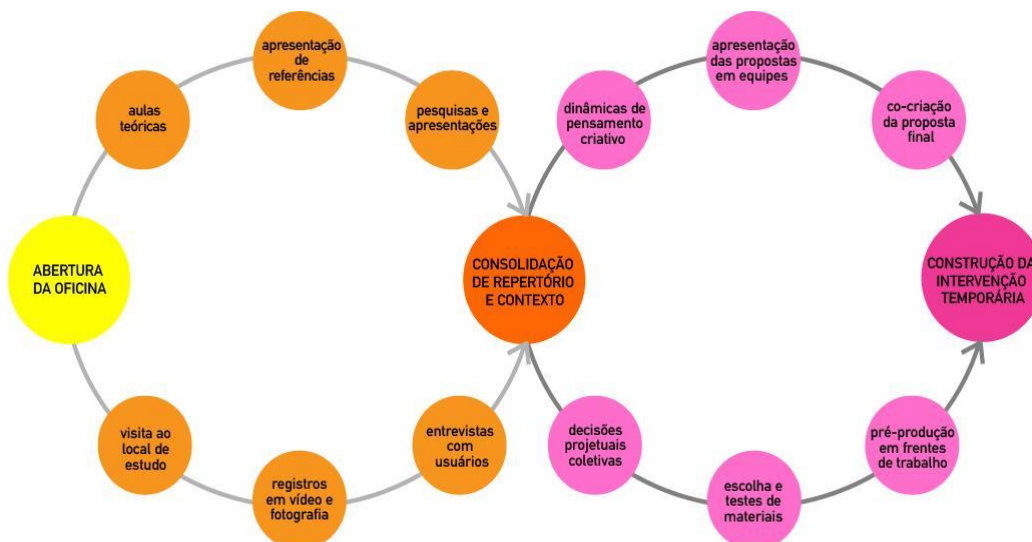 apresentação
de
referências
aulas
teóricas
pesquisas e
apresentações
ABERTURA
DA OFICINA
visita ao
local de
estudo
registros
em vídeo e
fotografia
entrevistas
com
usuários
CONSOLIDAÇÃO
DE REPERTÓRIO
E CONTEXTO
dinâmicas de
pensamento
criativo
apresentação
das propostas
em equipes
co-criação
da proposta
final
decisões
projetuais
coletivas
escolha e
testes de
materiais
pré-produção
em frentes
de trabalho
CONSTRUÇÃO DA
INTERVENÇÃO
TEMPORÁRIA